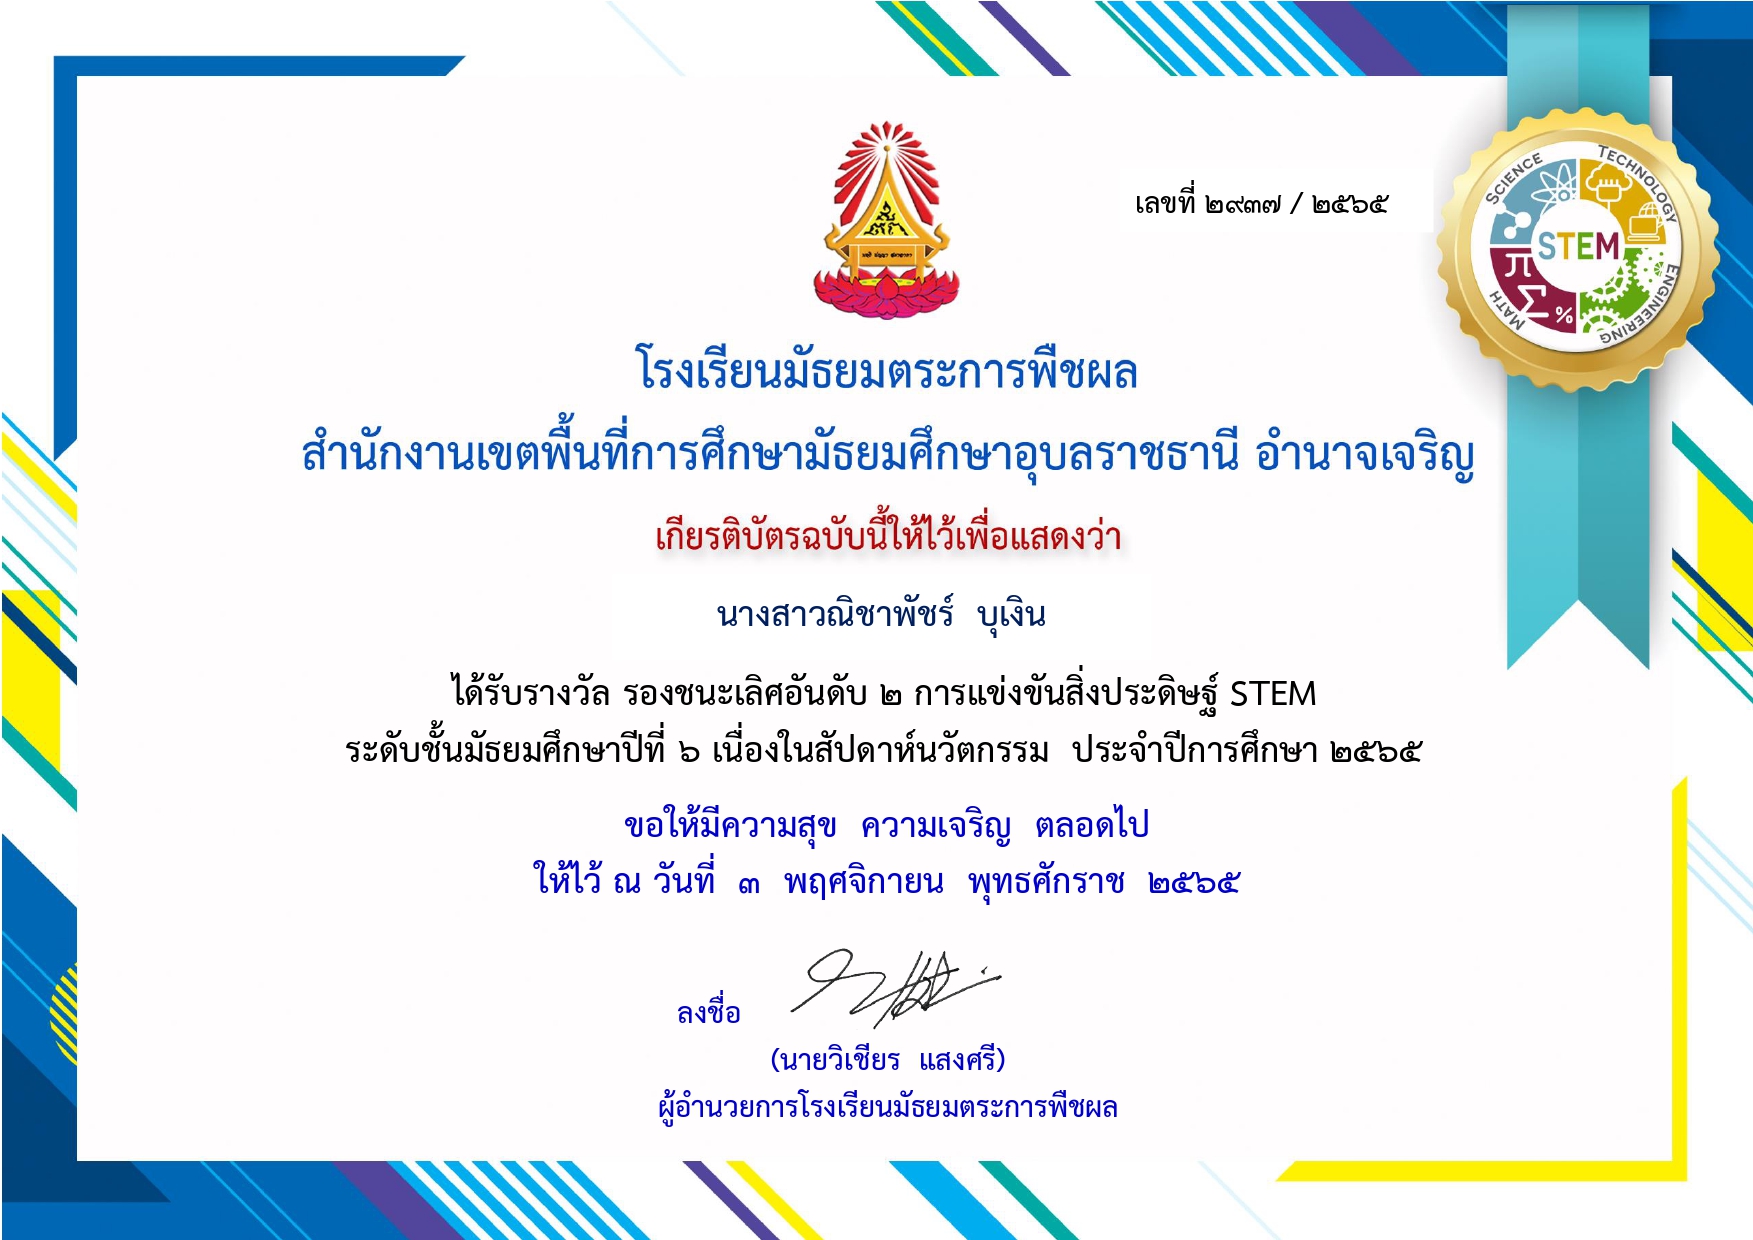 เลขที่ ๒๙๓๗ / ๒๕๖๕
SCIENCE
TECHNOLOGY
ENGINEERING
MATH
STEM
π
Σ
%
โรงเรียนมัธยมตระการพืชผล
สำนักงานเขตพื้นที่การศึกษามัธยมศึกษาอุบลราชธานี อำนาจเจริญ
เกียรติบัตรฉบับนี้ให้ไว้เพื่อแสดงว่า
นางสาวณิชาพัชร์ บุเงิน
ได้รับรางวัล รองชนะเลิศอันดับ ๒ การแข่งขันสิ่งประดิษฐ์ STEM
ระดับชั้นมัธยมศึกษาปีที่ ๖ เนื่องในสัปดาห์นวัตกรรม ประจำปีการศึกษา ๒๕๖๕
ขอให้มีความสุข ความเจริญ ตลอดไป
ให้ไว้ ณ วันที่ ๓ พฤศจิกายน พุทธศักราช ๒๕๖๕
ลงชื่อ
(นายวิเชียร แสงศรี)
ผู้อำนวยการโรงเรียนมัธยมตระการพืชผล